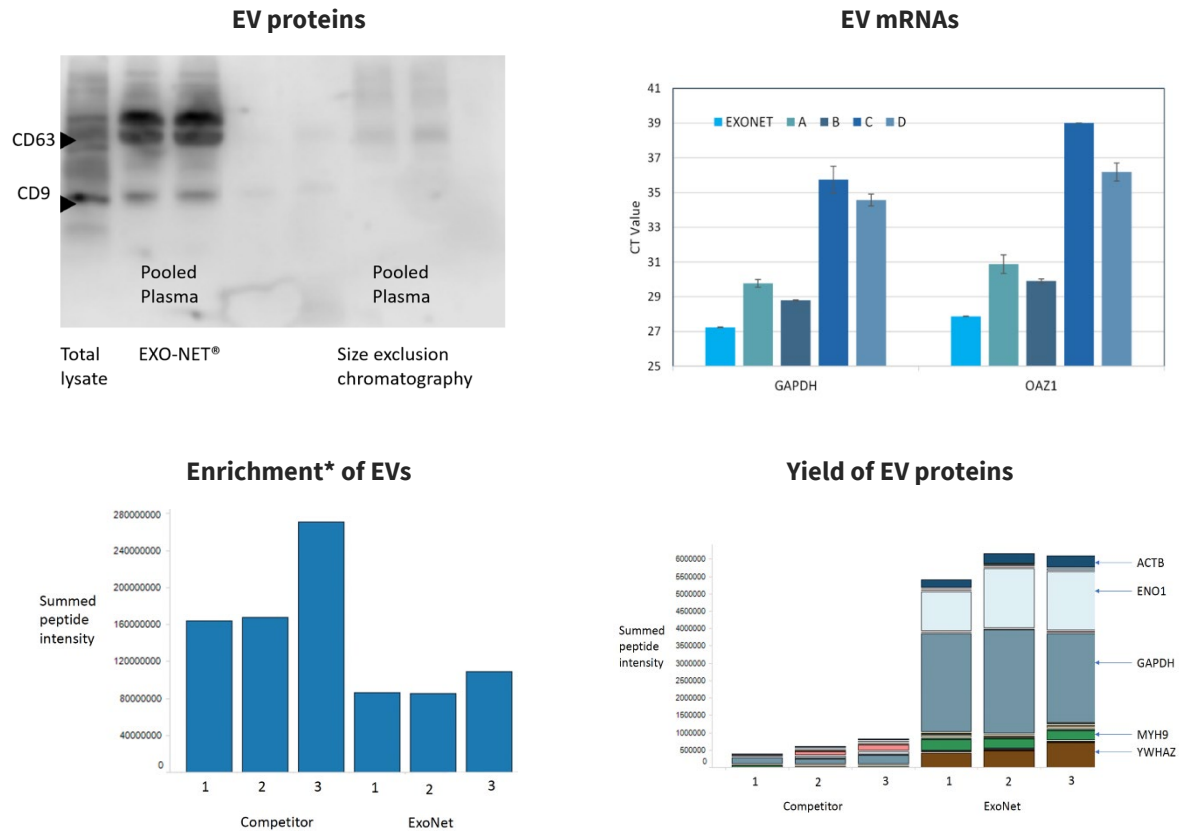 EV proteins
CD63
CD9
Pooled
Plasma
Pooled
Plasma
Total
lysate
EXO-NET®
Size exclusion
chromatography
EV mRNAs
41
39
37
35
33
31
29
27
25
CT Value
EXONET A B C D
GAPDH OAZ1
Enrichment* of EVs
280000000
240000000
200000000
160000000
120000000
80000000
40000000
0
Summed
peptide
intensity
1 2 3 1 2 3
Competitor ExoNet
Yield of EV proteins
6000000
5500000
5000000
4500000
4000000
3500000
3000000
2500000
2000000
1500000
1000000
500000
0
Summed
peptide
intensity
ACTB
ENO1
GAPDH
MYH9
YWHAZ
1 2 3 1 2 3
Competitor ExoNet